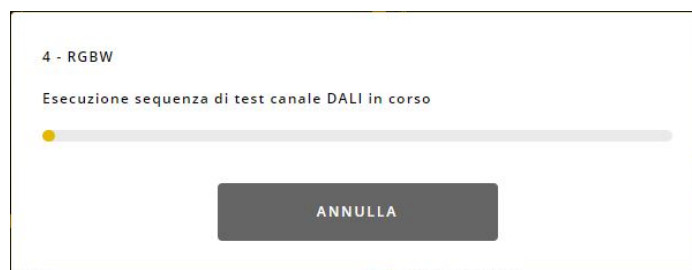 4 - RGBW
Esecuzione sequenza di test canale DALI in corso
ANNULLA